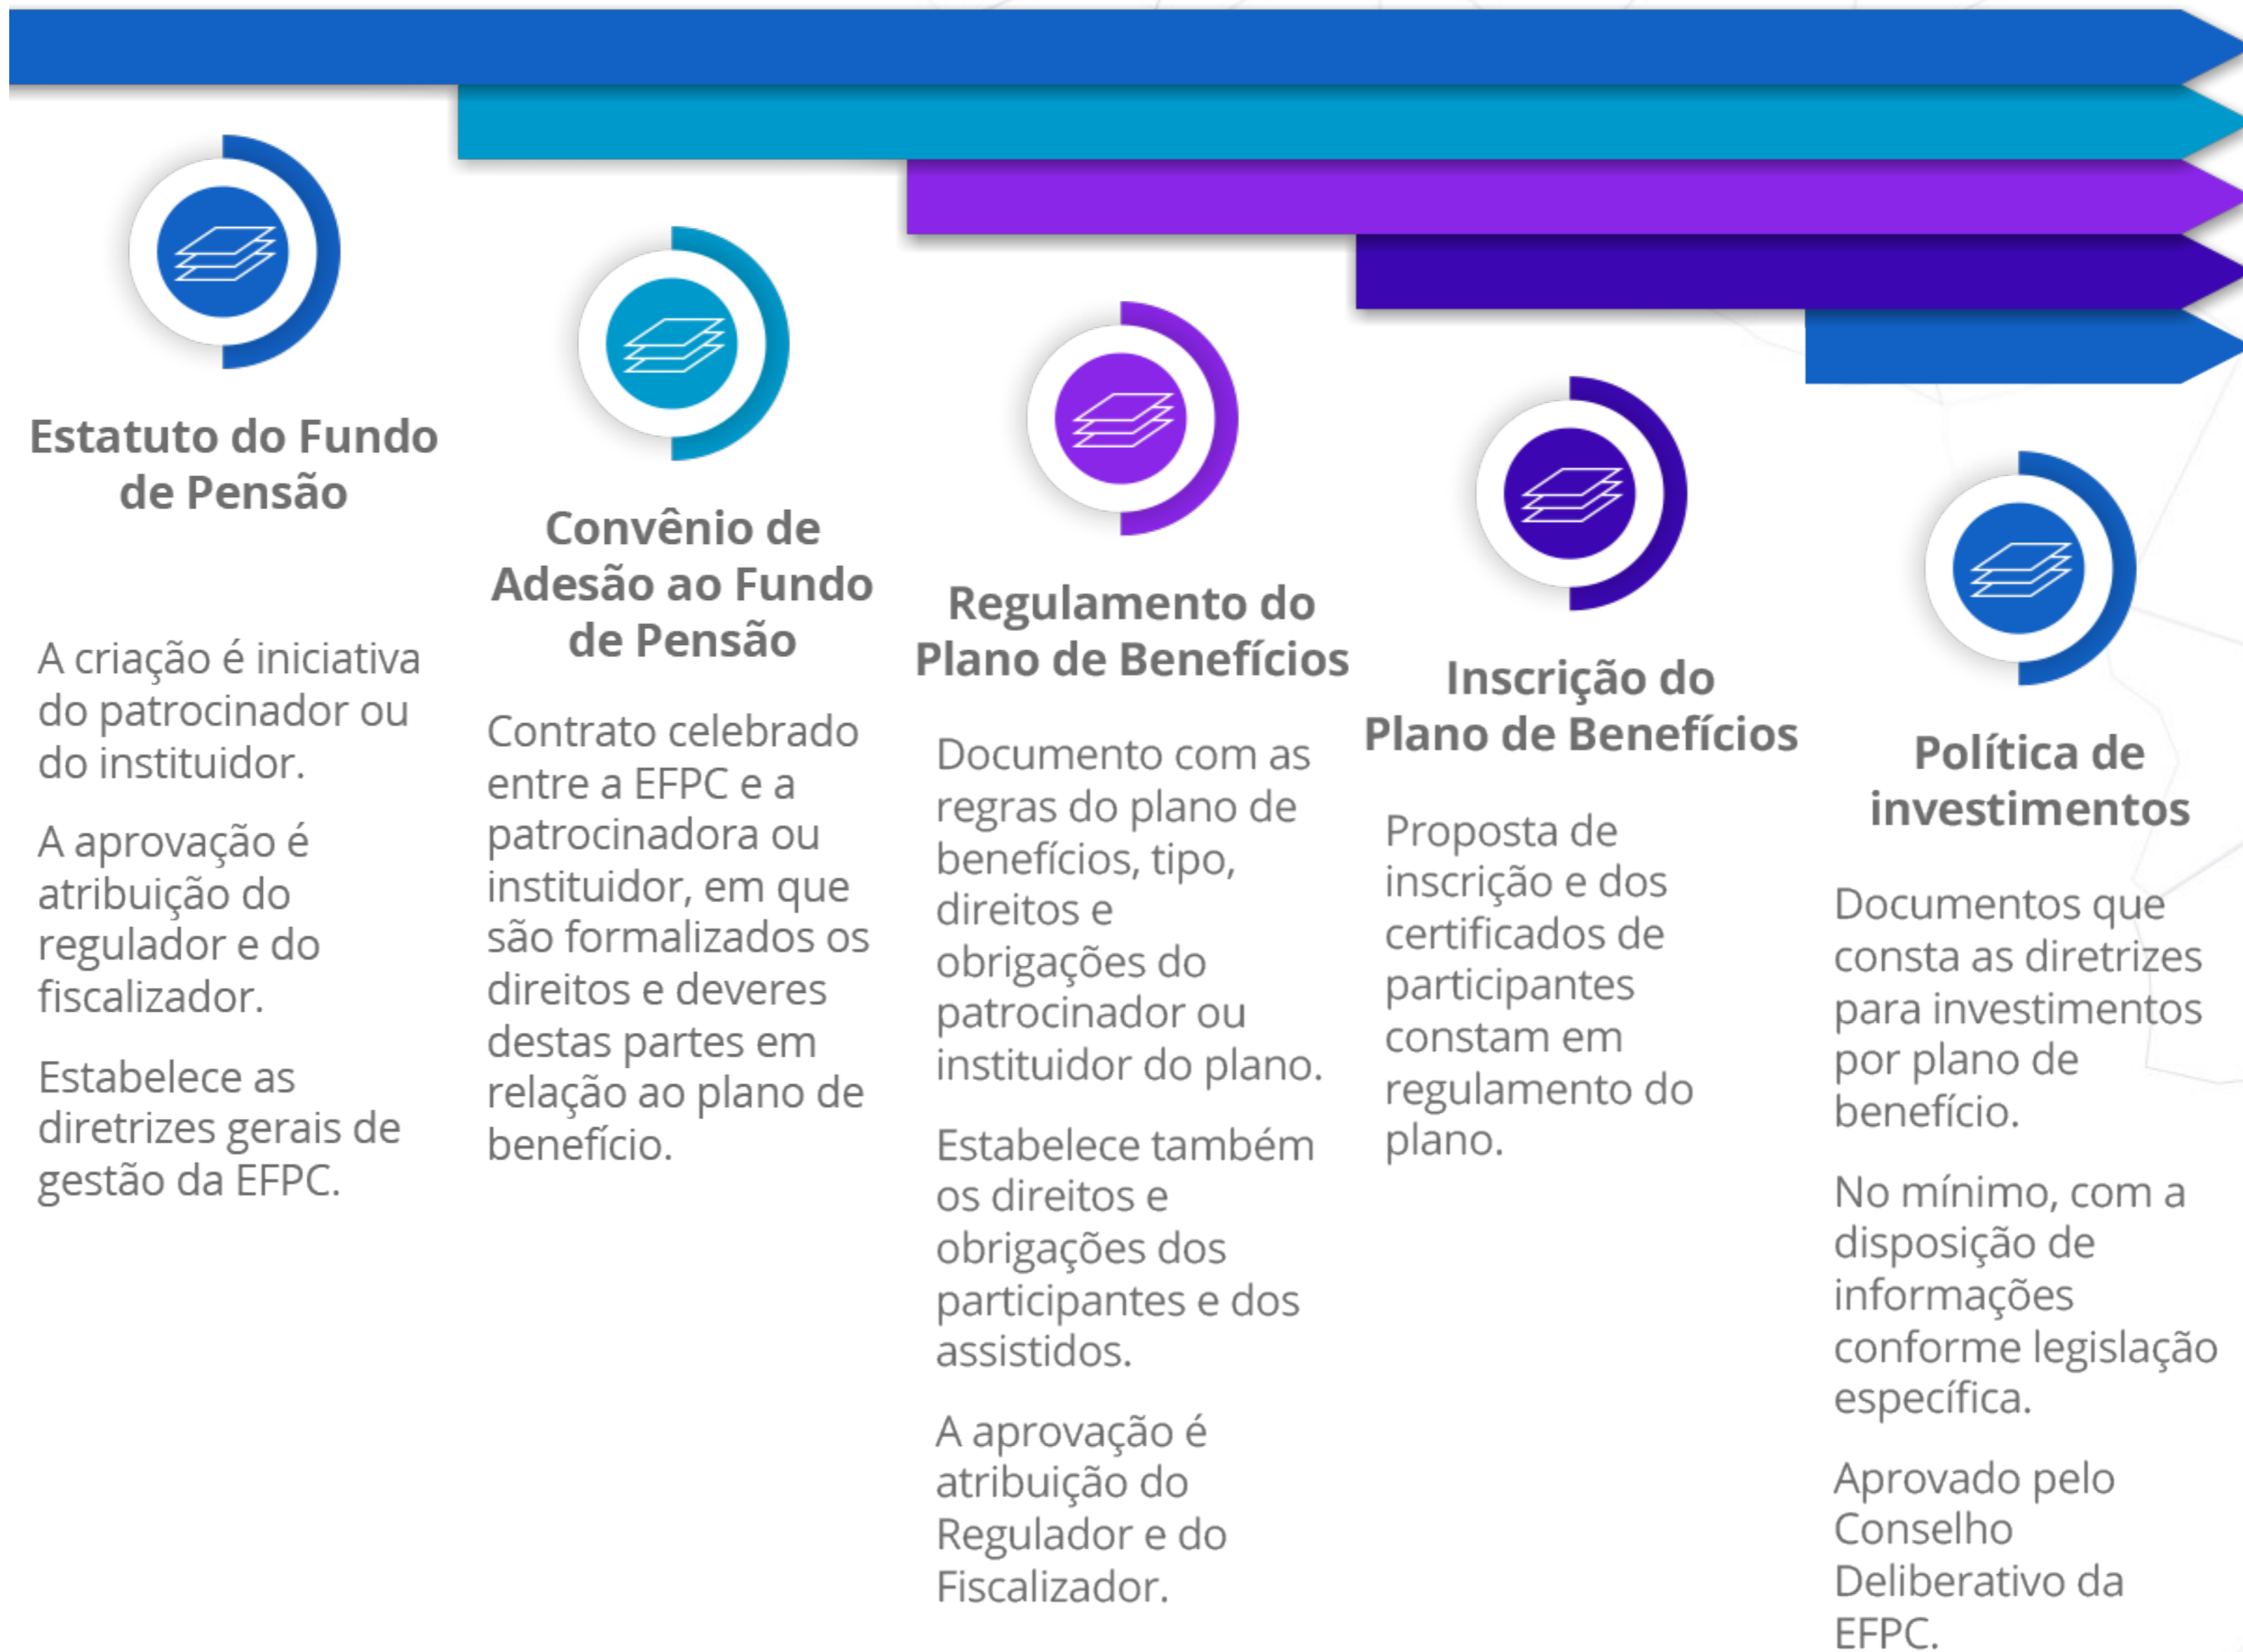 Estatuto do Fundo
de Pensão
A criação é iniciativa
do patrocinador ou
do instituidor.
A aprovação é
atribuição do
regulador e do
fiscalizador.
Estabelece as
diretrizes gerais de
gestão da EFPC.
Convênio de
Adesão ao Fundo
de Pensão
Contrato celebrado
entre a EFPC e a
patrocinadora ou
instituidor, em que
são formalizados os
direitos e deveres
destas partes em
relação ao plano de
benefício.
Regulamento do
Plano de Benefícios
Documento com as
regras do plano de
benefícios, tipo,
direitos e
obrigações do
patrocinador ou
instituidor do plano.
Estabelece também
os direitos e
obrigações dos
participantes e dos
assistidos.
A aprovação é
atribuição do
Regulador e do
Fiscalizador.
Inscrição do
Plano de Benefícios
Proposta de
inscrição e dos
certificados de
participantes
constam em
regulamento do
plano.
Política de
investimentos
Documentos que
consta as diretrizes
para investimentos
por plano de
benefício.
No mínimo, com a
disposição de
informações
conforme legislação
específica.
Aprovado pelo
Conselho
Deliberativo da
EFPC.